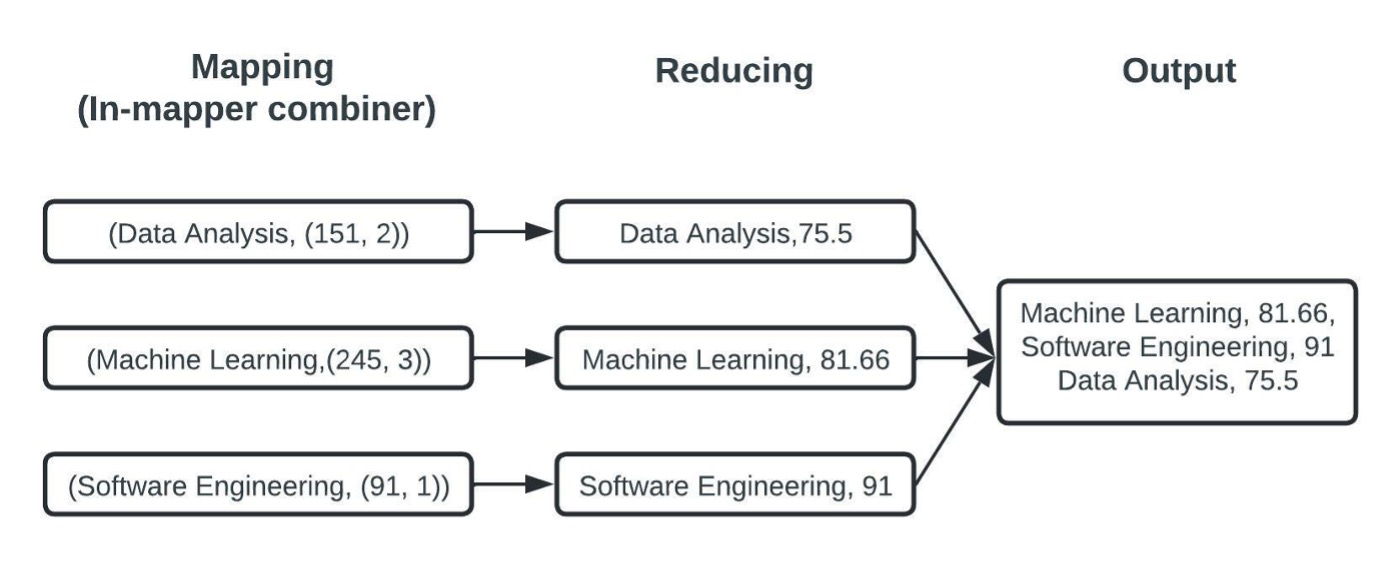 Mapping
(In-mapper combiner)
Reducing
Output
(Data Analysis, (151, 2))
Data Analysis,75.5
(Machine Learning,(245, 3))
Machine Learning, 81.66
(Software Engineering, (91, 1))
Software Engineering, 91
Machine Learning, 81.66,
Software Engineering, 91
Data Analysis, 75.5